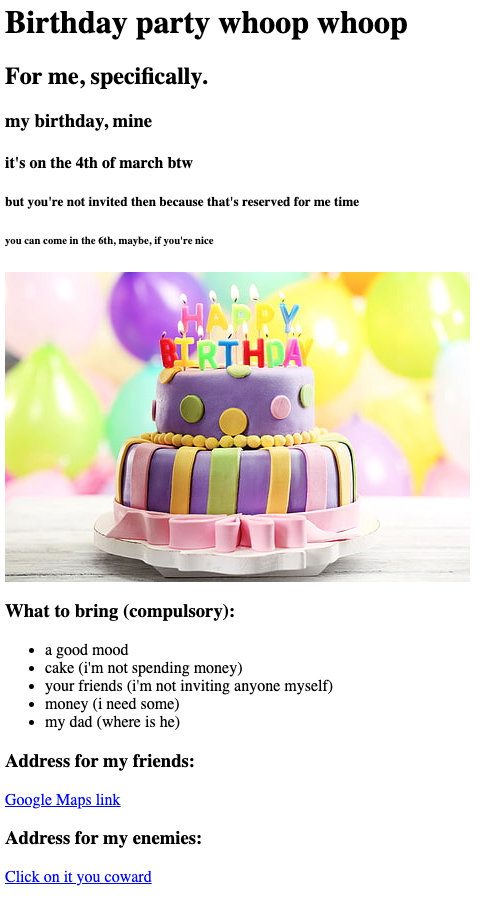 Birthday party whoop whoop
For me, specifically.
my birthday, mine
it's on the 4th of march btw
but you're not invited then because that's reserved for me time
you can come in the 6th, maybe, if you're nice
HAPPY
BIRTHDAY
What to bring (compulsory):
a good mood
cake (i'm not spending money)
your friends (i'm not inviting anyone myself)
money (i need some)
my dad (where is he)
Address for my friends:
Google Maps link
Address for my enemies:
Click on it you coward